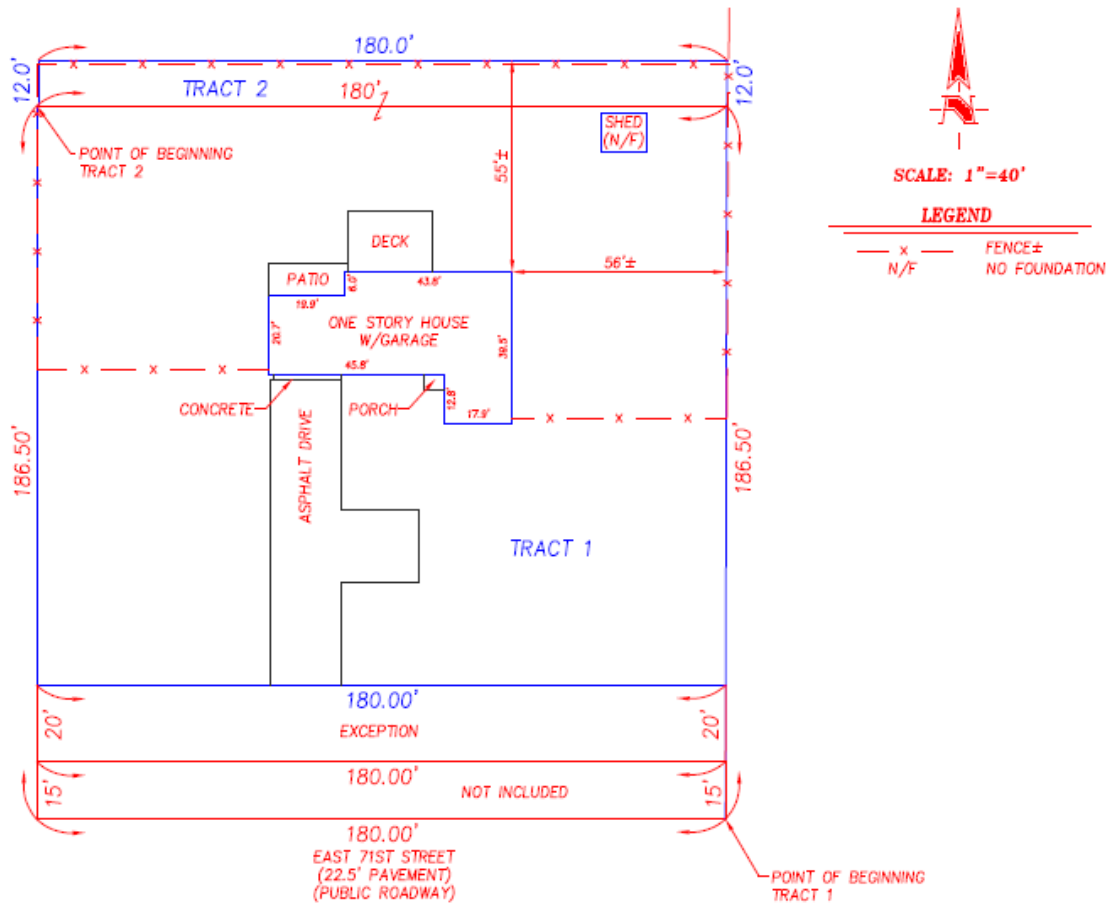 180.0'
12.0'
TRACT 2
180'
12.0'
SHED
(N/F)
POINT OF BEGINNING
TRACT 2
55'±
SCALE: 1"=40'
LEGEND
x
FENCE±
N/F
NO FOUNDATION
DECK
PATIO
6.0'
43.8'
56'±
19.9'
20.7'
ONE STORY HOUSE
W/GARAGE
39.5'
45.8'
CONCRETE
PORCH
12.8'
17.9'
186.50'
186.50'
ASPHALT DRIVE
TRACT 1
180.00'
20'
EXCEPTION
20'
180.00'
15'
NOT INCLUDED
15'
180.00'
EAST 71ST STREET
(22.5' PAVEMENT)
(PUBLIC ROADWAY)
POINT OF BEGINNING
TRACT 1